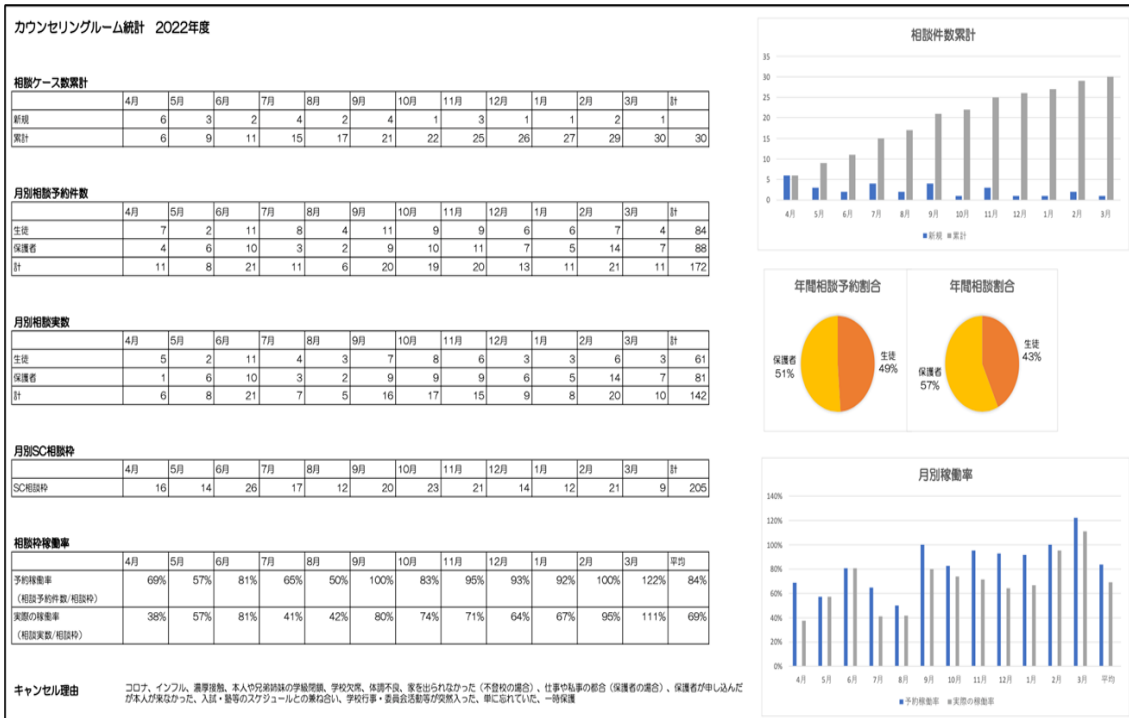 カウンセリングルーム統計 2022年度
相談ケース数累計
4月 5月 6月 7月 8月 9月 10月 11月 12月 1月 2月 3月 計
新規 6 3 2 4 2 4 1 3 1 1 2 1
累計 6 9 11 15 17 21 22 25 26 27 29 30 30
月別相談予約件数
4月 5月 6月 7月 8月 9月 10月 11月 12月 1月 2月 3月 計
生徒 7 2 11 8 4 11 9 9 6 6 7 4 84
保護者 4 6 10 3 2 9 10 11 7 5 14 7 88
計 11 8 21 11 6 20 19 20 13 11 21 11 172
月別相談実数
4月 5月 6月 7月 8月 9月 10月 11月 12月 1月 2月 3月 計
生徒 5 2 11 4 3 7 8 6 3 3 6 3 61
保護者 1 6 10 3 2 9 9 9 6 5 14 7 81
計 6 8 21 7 5 16 17 15 9 8 20 10 142
月別SC相談枠
4月 5月 6月 7月 8月 9月 10月 11月 12月 1月 2月 3月 計
SC相談枠 16 14 26 17 12 20 23 21 14 12 21 9 205
相談枠稼働率
4月 5月 6月 7月 8月 9月 10月 11月 12月 1月 2月 3月 平均
予約稼働率 69% 57% 81% 65% 50% 100% 83% 95% 93% 92% 100% 122% 84%
(相談予約件数/相談枠)
実際の稼働率 38% 57% 81% 41% 42% 80% 74% 71% 64% 67% 95% 111% 69%
(相談実数/相談枠)
キャンセル理由 コロナ、インフル、濃厚接触、本人や兄弟姉妹の学級閉鎖、学校欠席、体調不良、家を出られなかった(不登校の場合)、仕事や私事の都合(保護者の場合)、保護者が申し込んだ
が本人が来なかった、入試・塾等のスケジュールとの兼ね合い、学校行事・委員会活動等が突然入った、単に忘れていた、一時保護
相談件数累計
35
30
25
20
15
10
5
0
4月 5月 6月 7月 8月 9月 10月 11月 12月 1月 2月 3月
新規 累計
年間相談予約割合
保護者
51%
生徒
49%
年間相談割合
生徒
43%
保護者
57%
月別稼働率
140%
120%
100%
80%
60%
40%
20%
0%
4月 5月 6月 7月 8月 9月 10月 11月 12月 1月 2月 3月 平均
予約稼働率 実際の稼働率